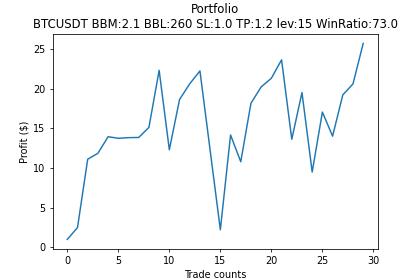 Portfolio
BTCUSDT BBM:2.1 BBL:260 SL:1.0 TP:1.2 lev:15 WinRatio:73.0
25
20
15
10
5
0
Profit ($)
0 5 10 15 20 25 30
Trade counts